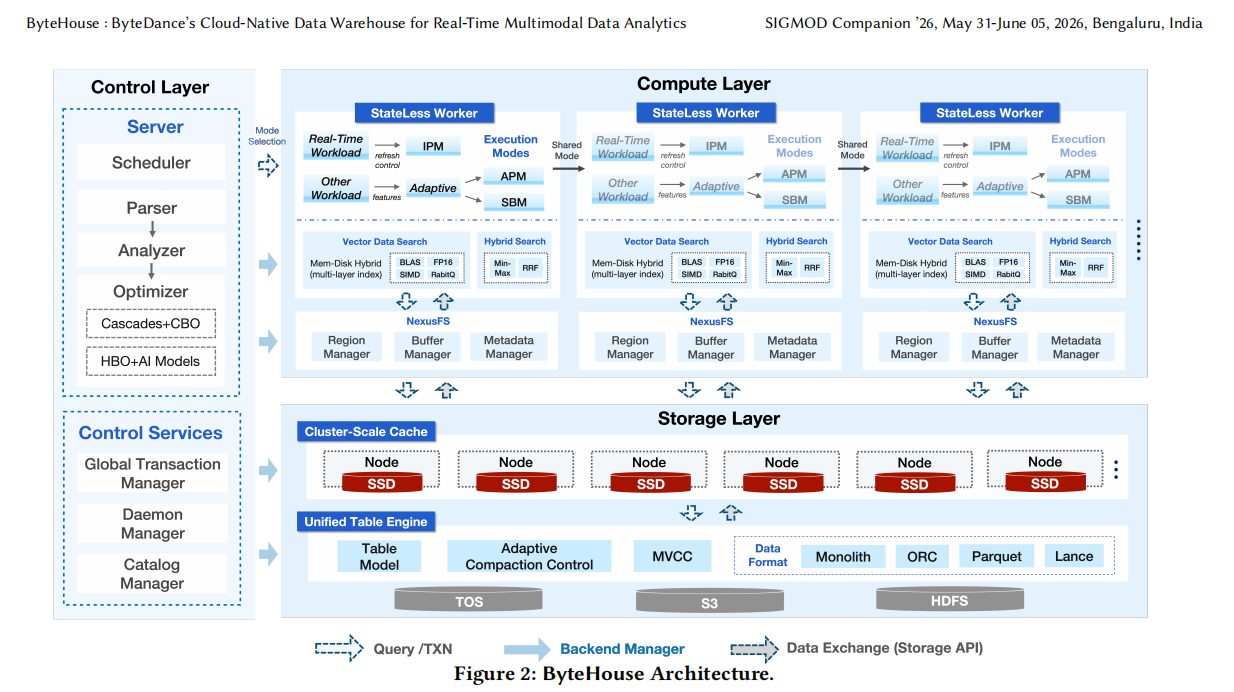 ByteHouse : ByteDance's Cloud-Native Data Warehouse for Real-Time Multimodal Data Analytics
SIGMOD Companion '26, May 31-June 05, 2026, Bengaluru, India
Control Layer
Server
Scheduler
Parser
Analyzer
Optimizer
Cascades+CBO
HBO+AI Models
Control Services
Global Transaction
Manager
Daemon
Manager
Catalog
Manager
Mode
Selection
Compute Layer
StateLess Worker
Real-Time
Workload
refresh
control
IPM
Execution
Modes
Other
Workload
features
Adaptive
APM
SBM
Vector Data Search
Mem-Disk Hybrid
(multi-layer index)
BLAS
FP16
SIMD
RabitQ
Hybrid Search
Min-
Max
RRF
NexusFS
Region
Manager
Buffer
Manager
Metadata
Manager
Shared
Mode
StateLess Worker
Real-Time
Workload
refresh
control
IPM
Execution
Modes
Other
Workload
features
Adaptive
APM
SBM
Vector Data Search
Mem-Disk Hybrid
(multi-layer index)
BLAS
FP16
SIMD
RabitQ
Hybrid Search
Min-
Max
RRF
NexusFS
Region
Manager
Buffer
Manager
Metadata
Manager
Shared
Mode
StateLess Worker
Real-Time
Workload
refresh
control
IPM
Execution
Modes
Other
Workload
features
Adaptive
APM
SBM
Vector Data Search
Mem-Disk Hybrid
(multi-layer index)
BLAS
FP16
SIMD
RabitQ
Hybrid Search
Min-
Max
RRF
NexusFS
Region
Manager
Buffer
Manager
Metadata
Manager
Storage Layer
Cluster-Scale Cache
Node
SSD
Node
SSD
Node
SSD
Node
SSD
Node
SSD
Node
SSD
Unified Table Engine
Table
Model
Adaptive
Compaction Control
MVCC
Data
Format
Monolith
ORC
Parquet
Lance
TOS
S3
HDFS
Query /TXN
Backend Manager
Data Exchange (Storage API)
Figure 2: ByteHouse Architecture.